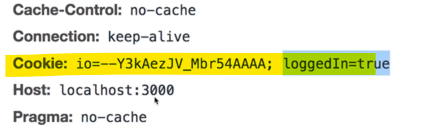 Cache-Control: no-cache
Connection: keep-alive
Cookie: io=--Y3kAezJV_Mbr54AAAA; loggedIn=true
Host: localhost:3000
Pragma: no-cache